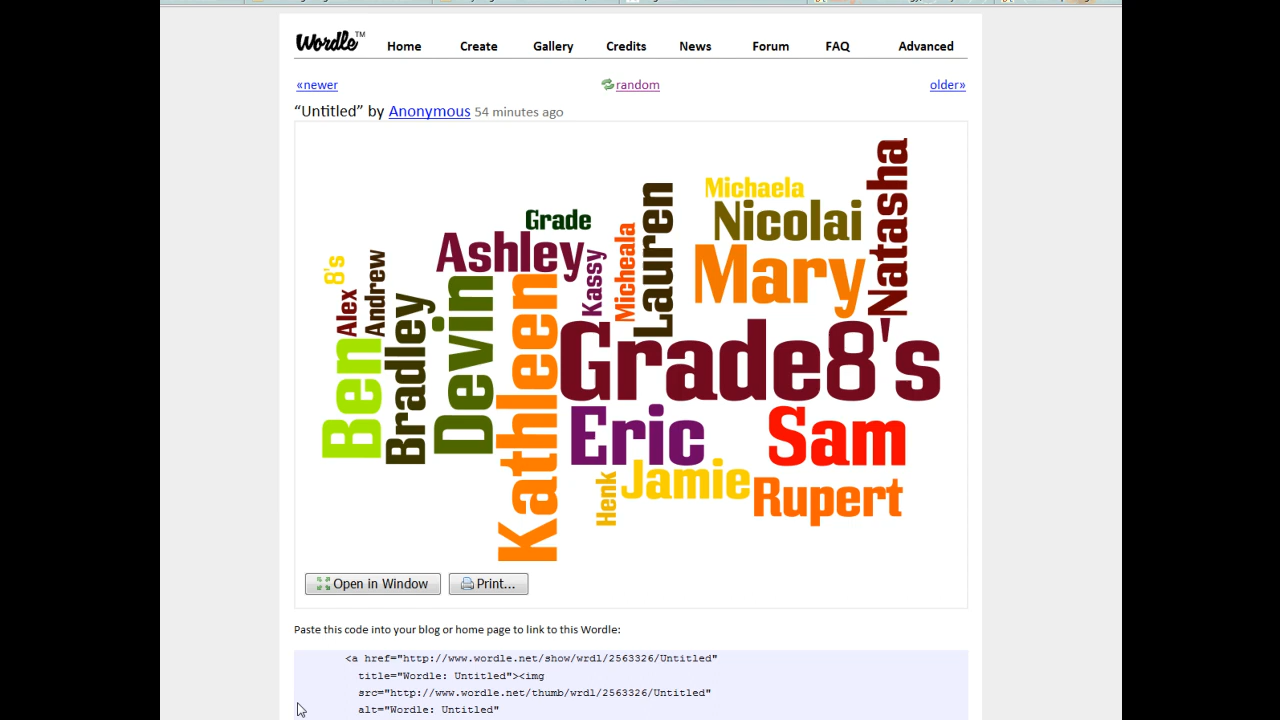 Wordle™
Home Create Gallery Credits News Forum FAQ Advanced
«newer random older»
“Untitled” by Anonymous 54 minutes ago
Natasha
Michaela
Nicolai
Lauren
Grade
Ashley
Micheala
Kassy
Mary
8's
Andrew
Alex
Bradley
Devin
Kathleen
Ben
Grade8's
Eric
Sam
Jamie
Henk
Rupert
Open in Window Print...
Paste this code into your blog or home page to link to this Wordle:
<a href="http://www.wordle.net/show/wrdl/2563326/Untitled"
title="Wordle: Untitled"><img
src="http://www.wordle.net/thumb/wrdl/2563326/Untitled"
alt="Wordle: Untitled"